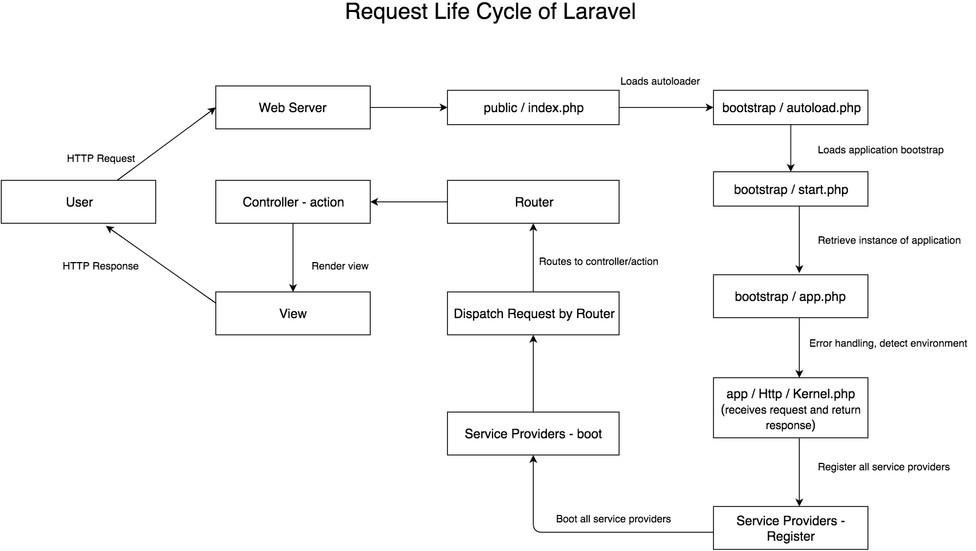 Request Life Cycle of Laravel
Loads autoloader
Web Server
public / index.php
bootstrap / autoload.php
HTTP Request
Loads application bootstrap
User
Controller - action
Router
bootstrap / start.php
Retrieve instance of application
HTTP Response
Render view
Routes to controller/action
View
Dispatch Request by Router
bootstrap / app.php
Error handling, detect environment
app / Http / Kernel.php
(receives request and return
response)
Service Providers - boot
Register all service providers
Boot all service providers
Service Providers -
Register